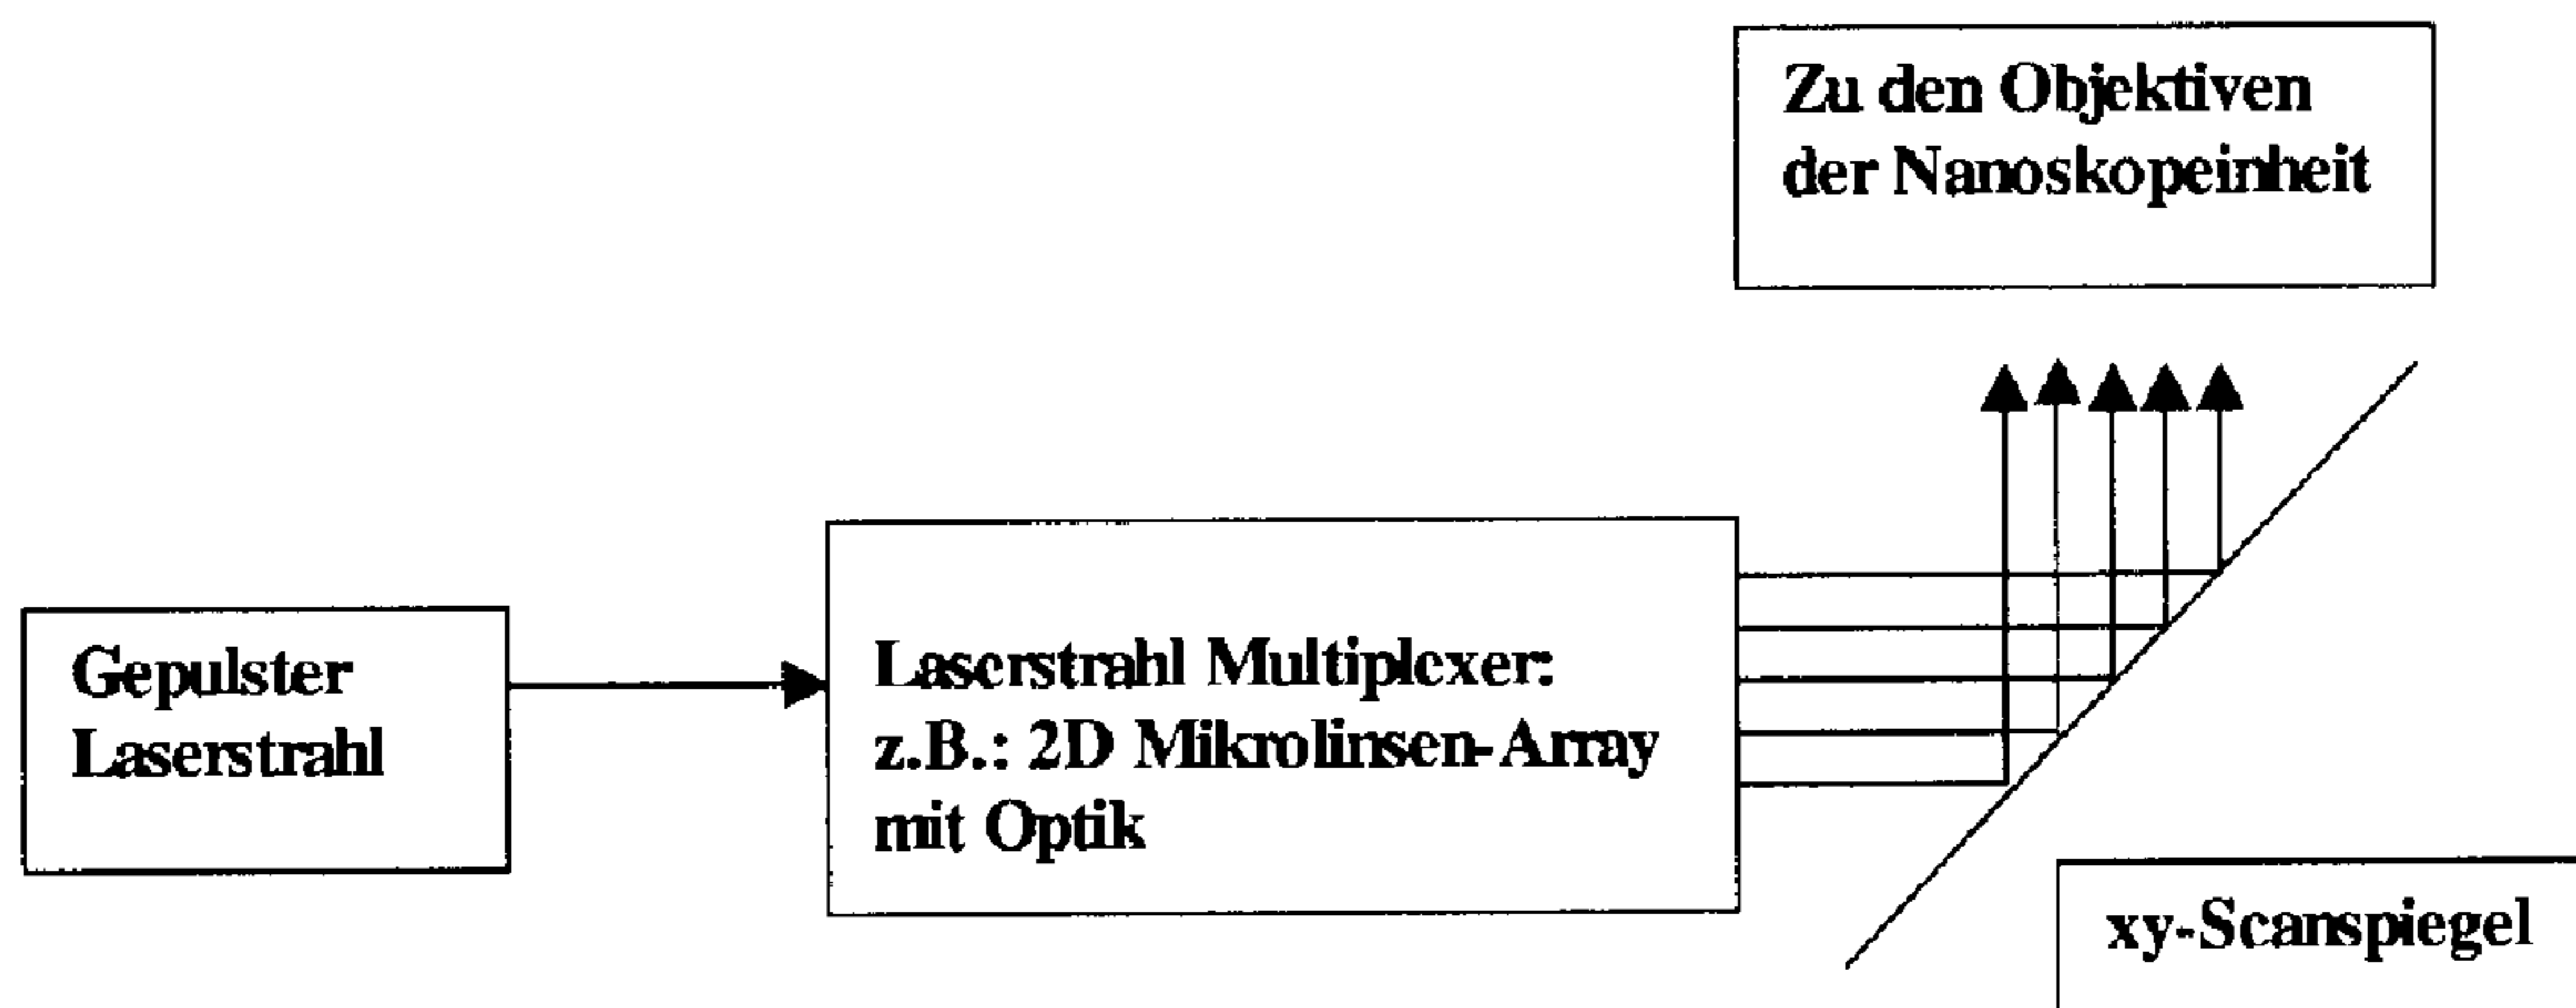 Zu den Objektiven
der Nanoskopeinheit
Gepulster
Laserstrahl
Laserstrahl Multiplexer:
z.B.: 2D Mikrolinsen-Array
mit Optik
xy-Scanspiegel